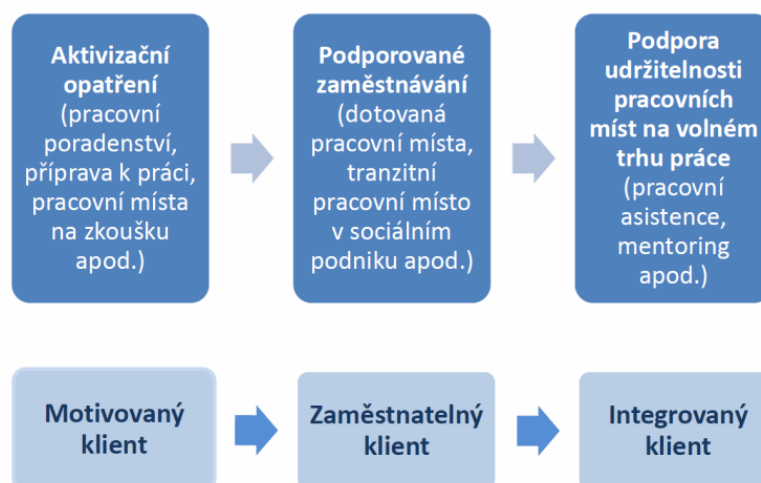 Aktivizační
opatření
(pracovní
poradenství,
příprava k práci,
pracovní místa
na zkoušku
apod.)
Podporované
zaměstnávání
(dotovaná
pracovní místa,
tranzitní
pracovní místo
v sociálním
podniku apod.)
Podpora
udržitelnosti
pracovních
míst na volném
trhu práce
(pracovní
asistence,
mentoring
apod.)
Motivovaný
klient
Zaměstnatelný
klient
Integrovaný
klient